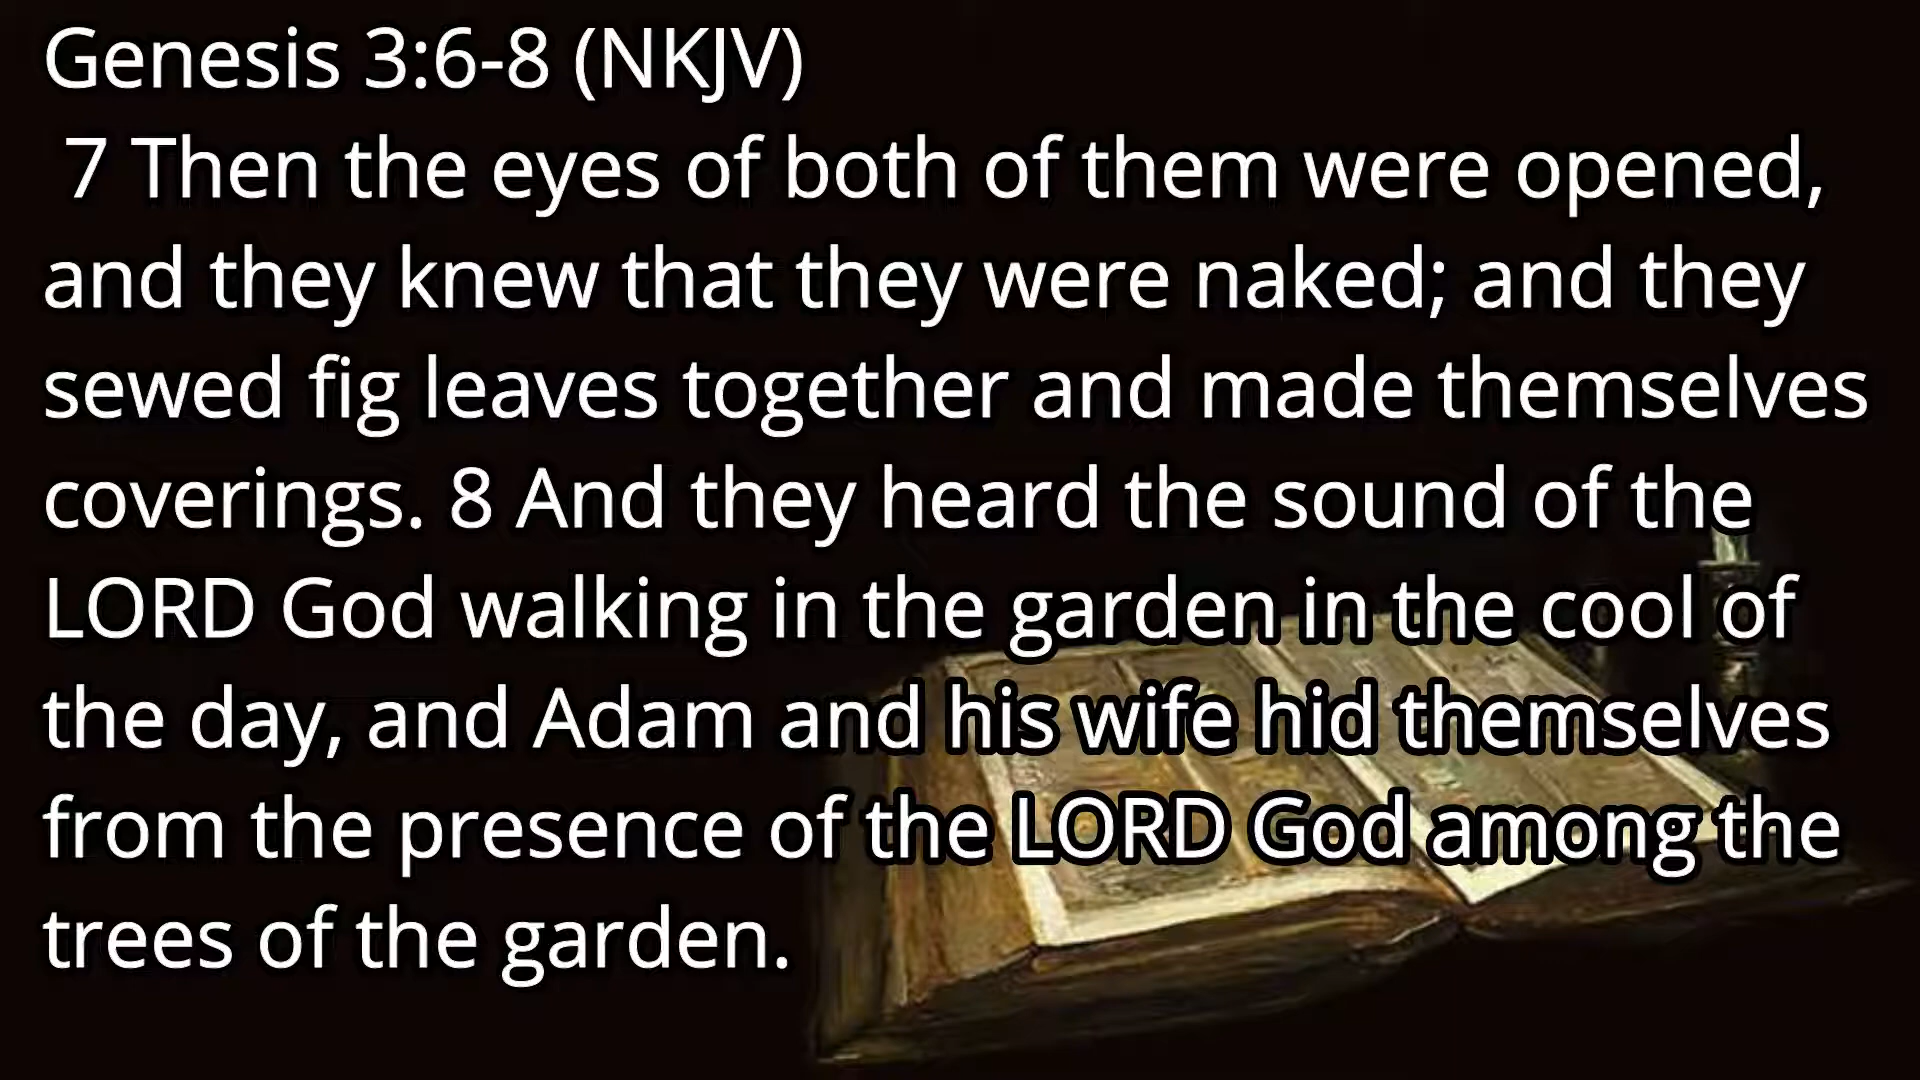 Genesis 3:6-8 (NKJV)
7 Then the eyes of both of them were opened,
and they knew that they were naked; and they
sewed fig leaves together and made themselves
coverings. 8 And they heard the sound of the
LORD God walking in the garden in the cool of
the day, and Adam and his wife hid themselves
from the presence of the LORD God among the
trees of the garden.